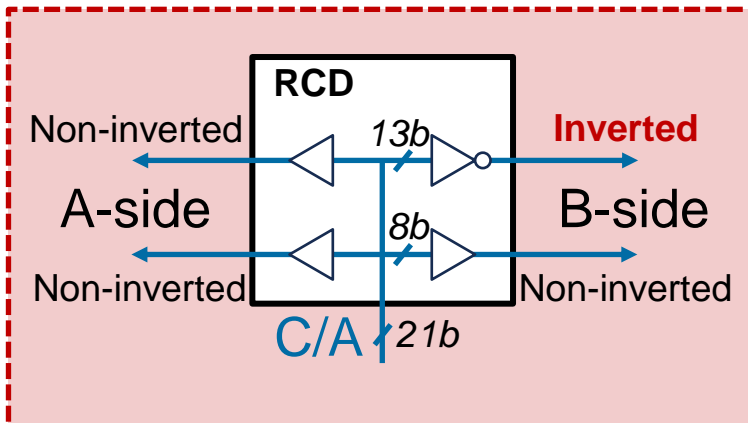 RCD
Non-inverted
13b
Inverted
A-side
B-side
8b
Non-inverted
Non-inverted
C/A
21b